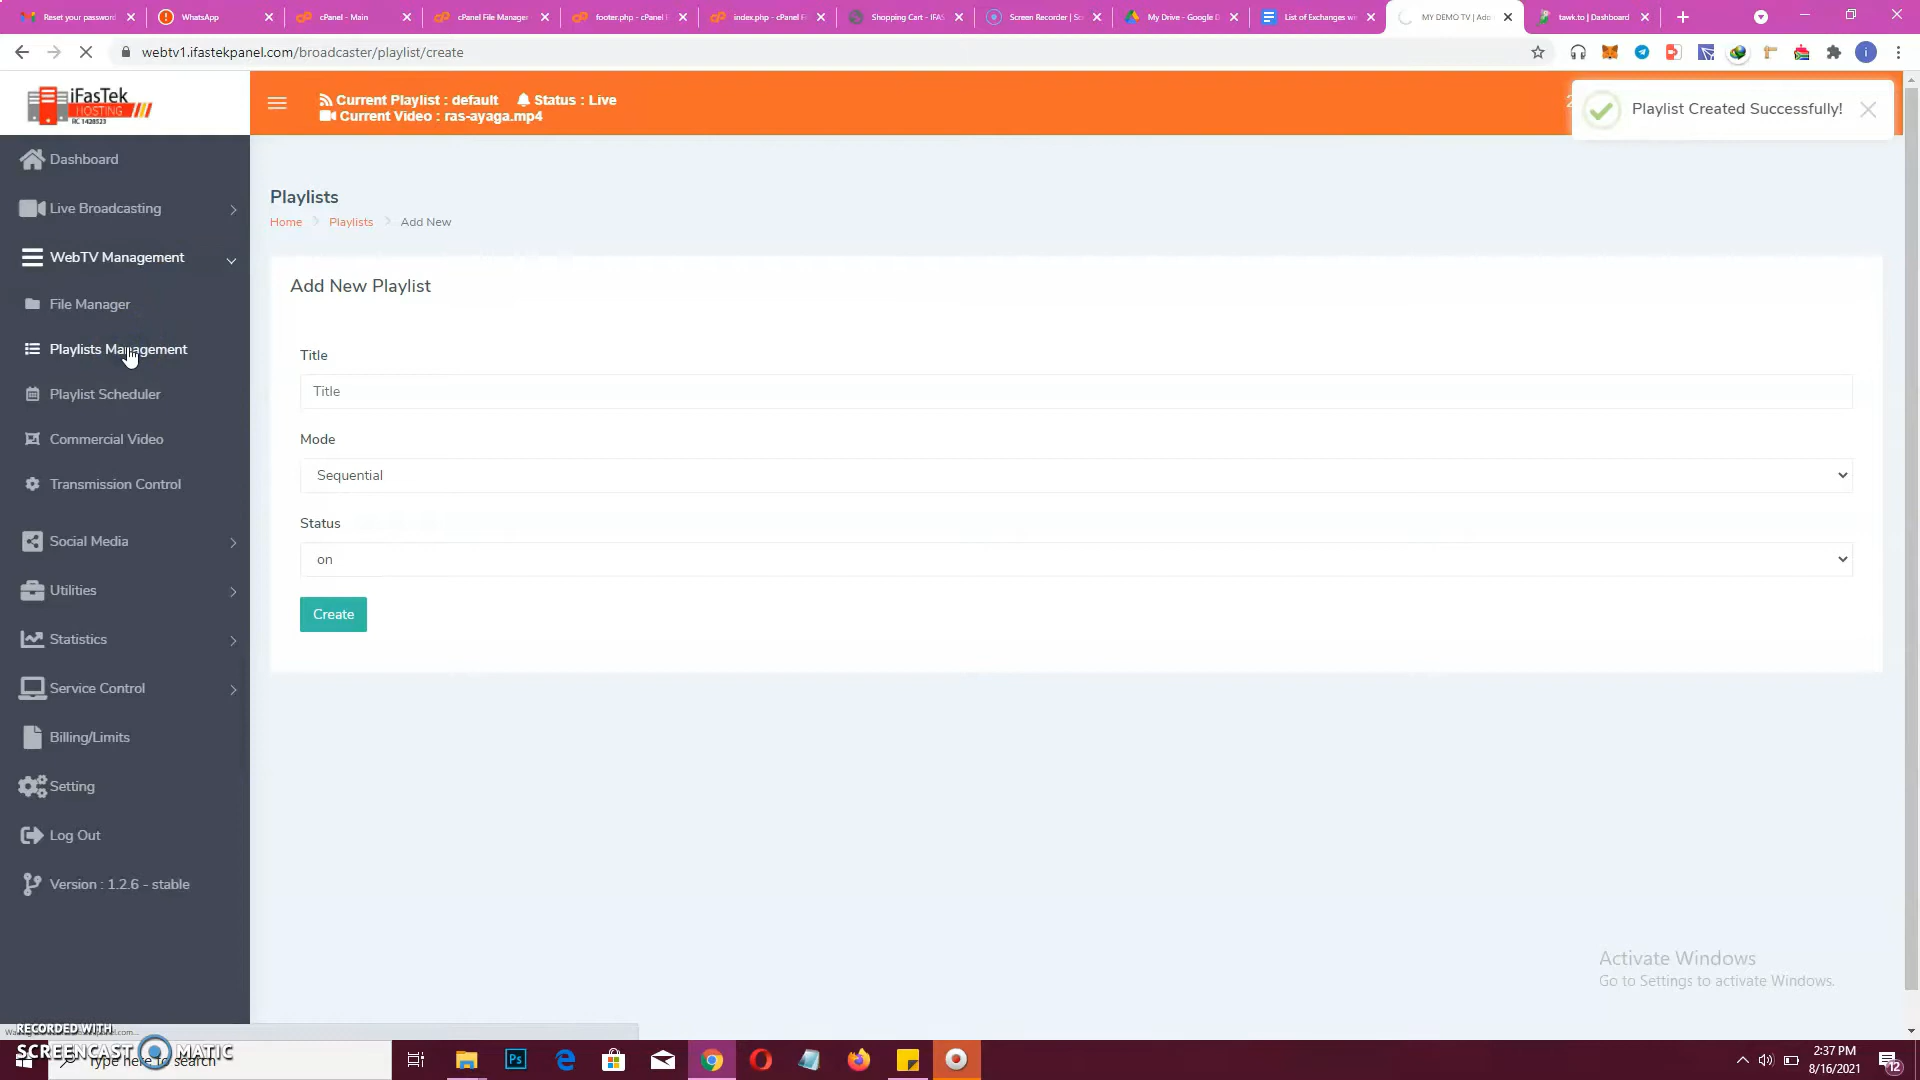 Reset your password
WhatsApp
cPanel - Main
cPanel File Manager
footer.php - cPanel
index.php - cPanel F
Shopping Cart - IFAS
Screen Recorder | Sc
My Drive - Google D
List of Exchanges w
MY DEMO TV | Add
tawk.to | Dashboard
webtv1.ifastekpanel.com/broadcaster/playlist/create
iFasTek
HOSTING
RC 1428523
Current Playlist : default
Status : Live
Current Video : ras-ayaga.mp4
Playlist Created Successfully!
Dashboard
Live Broadcasting
WebTV Management
File Manager
Playlists Management
Playlist Scheduler
Commercial Video
Transmission Control
Social Media
Utilities
Statistics
Service Control
Billing/Limits
Setting
Log Out
Version : 1.2.6 - stable
Playlists
Home
Playlists
Add New
Add New Playlist
Title
Title
Mode
Sequential
Status
on
Create
Activate Windows
Go to Settings to activate Windows.
RECORDED WITH
SCREENCAST MATIC
Type here to search
Ps
2:37 PM
8/16/2021
12